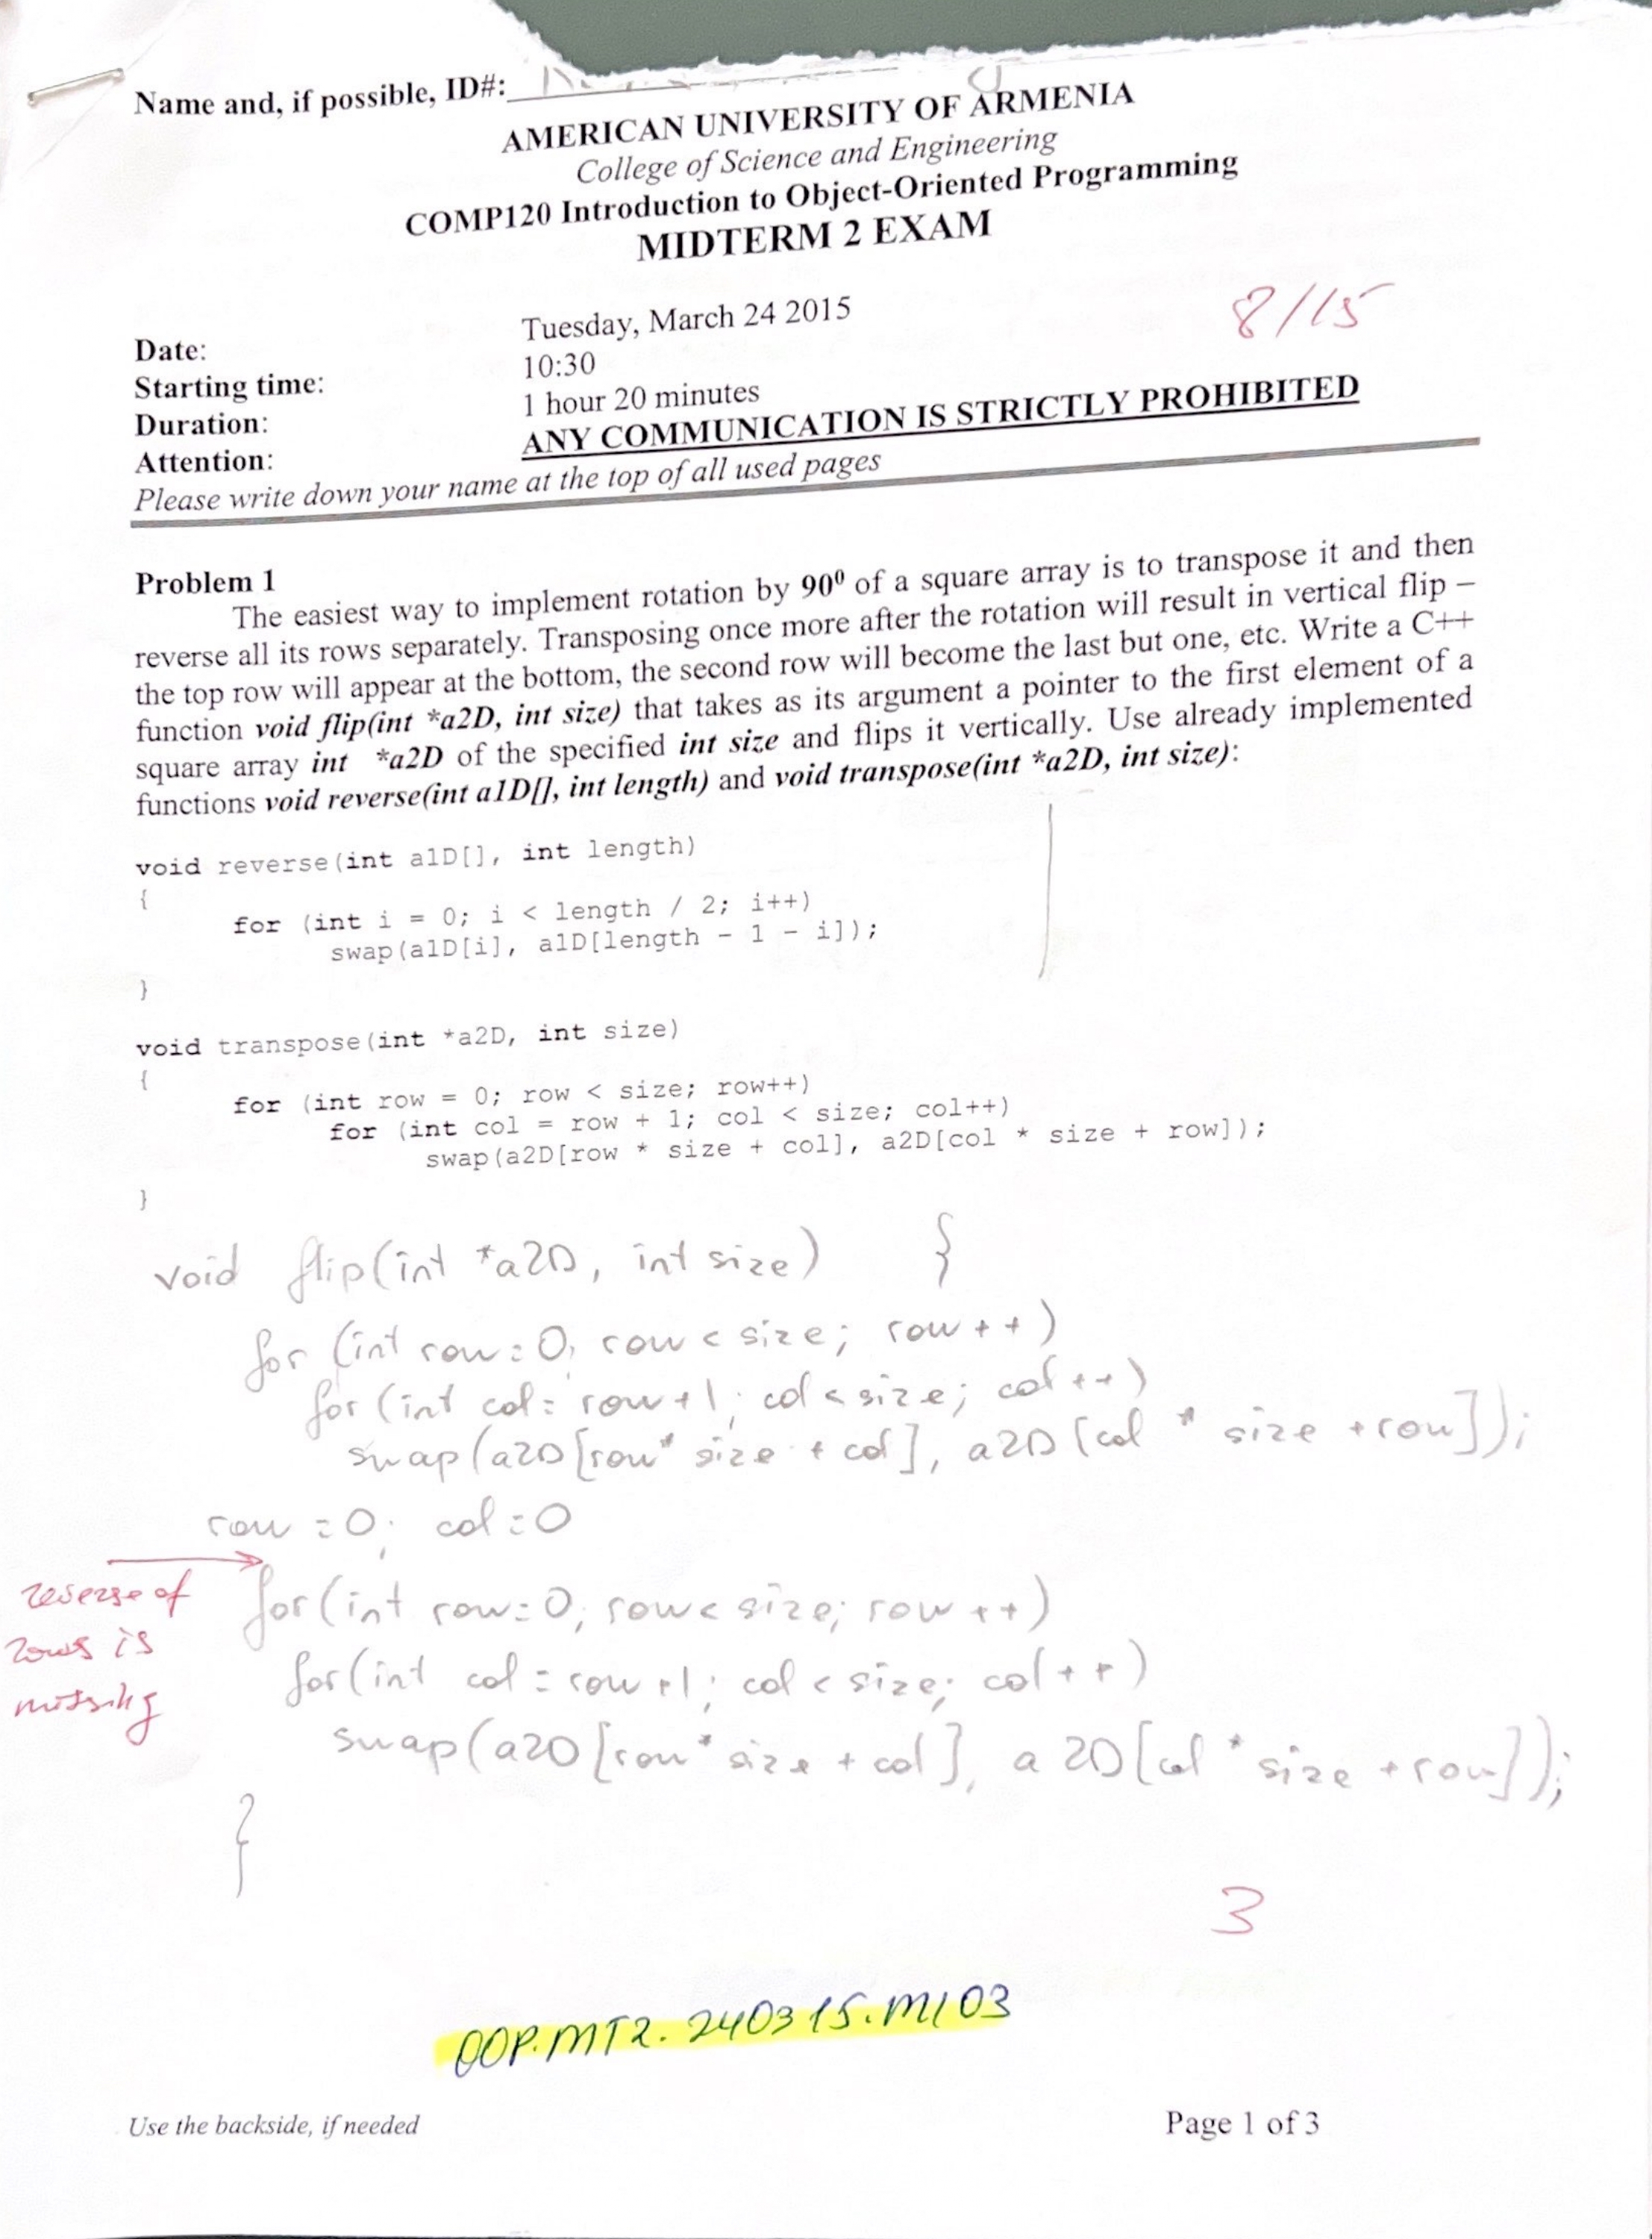 Name and, if possible, ID#:
AMERICAN UNIVERSITY OF ARMENIA
College of Science and Engineering
COMP120 Introduction to Object-Oriented Programming
MIDTERM 2 EXAM
8/15
Date: Tuesday, March 24 2015
Starting time: 10:30
Duration: 1 hour 20 minutes
Attention: ANY COMMUNICATION IS STRICTLY PROHIBITED
Please write down your name at the top of all used pages
Problem 1
The easiest way to implement rotation by 90⁰ of a square array is to transpose it and then
reverse all its rows separately. Transposing once more after the rotation will result in vertical flip –
the top row will appear at the bottom, the second row will become the last but one, etc. Write a C++
function void flip(int *a2D, int size) that takes as its argument a pointer to the first element of a
square array int *a2D of the specified int size and flips it vertically. Use already implemented
functions void reverse(int a1D[], int length) and void transpose(int *a2D, int size):
void reverse(int a1D[], int length)
{
for (int i = 0; i < length / 2; i++)
swap(a1D[i], a1D[length - 1 - i]);
}
void transpose(int *a2D, int size)
{
for (int row = 0; row < size; row++)
for (int col = row + 1; col < size; col++)
swap(a2D[row * size + col], a2D[col * size + row]);
}
void flip(int *a2D, int size) {
for (int row=0; row < size; row++)
for (int col = row+1; col < size; col++)
swap(a2D[row* size + col], a2D[col * size +row]);
row = 0; col = 0
reverse of
rows is
missing
for(int row=0; row < size; row++)
for(int col = row+1; col < size; col++)
swap(a2D[row* size + col], a2D[col * size + row]);
}
3
OOP.MT2.240315.M103
Use the backside, if needed
Page 1 of 3